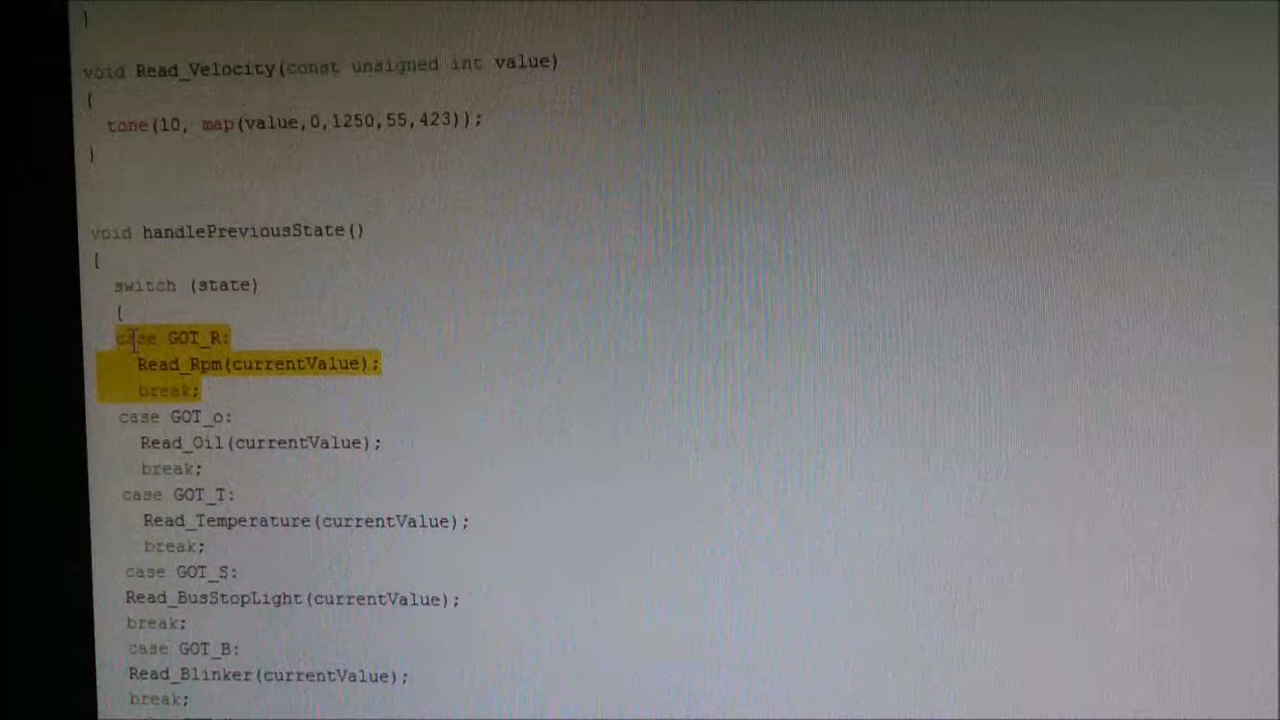 }
void Read_Velocity(const unsigned int value)
{
tone(10, map(value,0,1250,55,423));
}
void handlePreviousState()
{
switch (state)
{
case GOT_R:
Read_Rpm(currentValue);
break;
case GOT_o:
Read_Oil(currentValue);
break;
case GOT_T:
Read_Temperature(currentValue);
break;
case GOT_S:
Read_BusStopLight(currentValue);
break;
case GOT_B:
Read_Blinker(currentValue);
break;